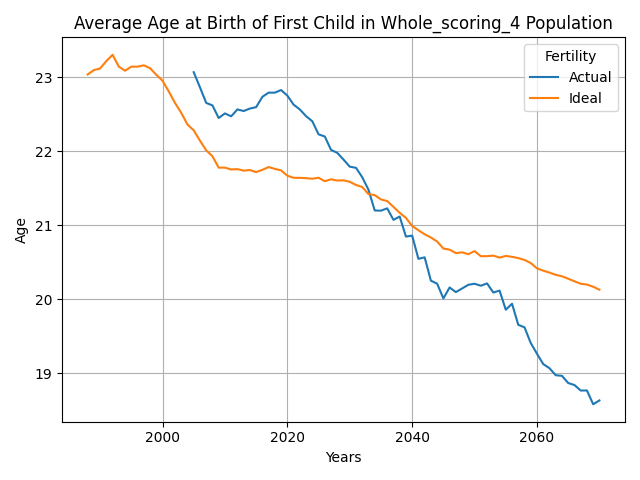 Average Age at Birth of First Child in Whole_scoring_4 Population
Fertility
Actual
Ideal
Age
23
22
21
20
19
2000
2020
2040
2060
Years